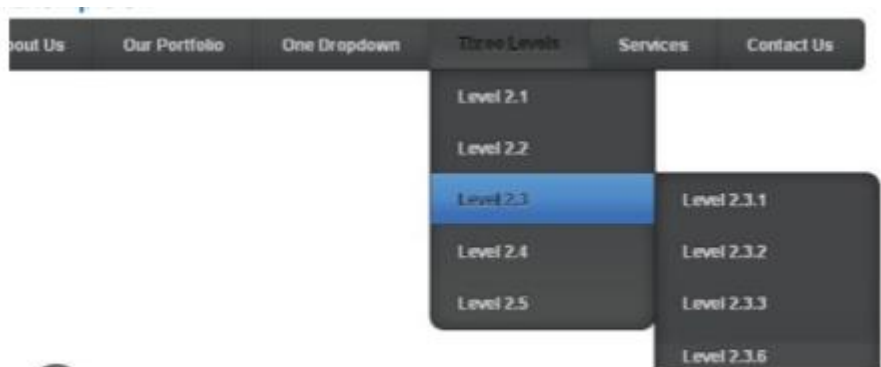 out Us Our Portfolio One Dropdown Three Levels Services Contact Us
Level 2.1
Level 2.2
Level 2.3 Level 2.3.1
Level 2.4 Level 2.3.2
Level 2.5 Level 2.3.3
Level 2.3.6